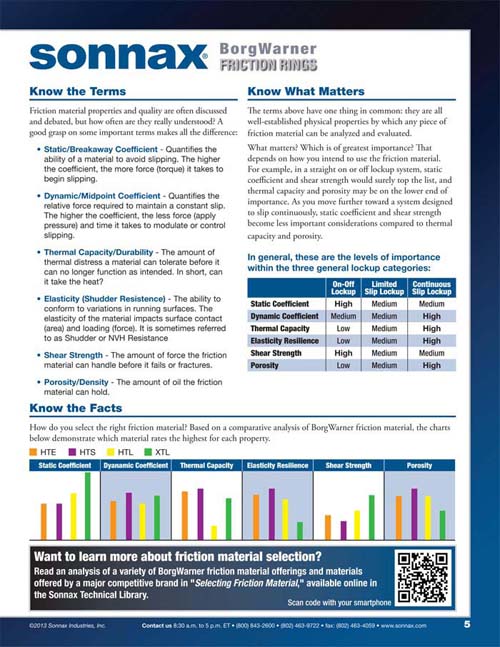 sonnax®
BorgWarner
FRICTION RINGS
Know the Terms
Friction material properties and quality are often discussed
and debated, but how often are they really understood? A
good grasp on some important terms makes all the difference:
• Static/Breakaway Coefficient - Quantifies the
ability of a material to avoid slipping. The higher
the coefficient, the more force (torque) it takes to
begin slipping.
• Dynamic/Midpoint Coefficient - Quantifies the
relative force required to maintain a constant slip.
The higher the coefficient, the less force (apply
pressure) and time it takes to modulate or control
slipping.
• Thermal Capacity/Durability - The amount of
thermal distress a material can tolerate before it
can no longer function as intended. In short, can
it take the heat?
• Elasticity (Shudder Resistence) - The ability to
conform to variations in running surfaces. The
elasticity of the material impacts surface contact
(area) and loading (force). It is sometimes referred
to as Shudder or NVH Resistance
• Shear Strength - The amount of force the friction
material can handle before it fails or fractures.
• Porosity/Density - The amount of oil the friction
material can hold.
Know What Matters
The terms above have one thing in common: they are all
well-established physical properties by which any piece of
friction material can be analyzed and evaluated.
What matters? Which is of greatest importance? That
depends on how you intend to use the friction material.
For example, in a straight on or off lockup system, static
coefficient and shear strength would surely top the list, and
thermal capacity and porosity may be on the lower end of
importance. As you move further toward a system designed
to slip continuously, static coefficient and shear strength
become less important considerations compared to thermal
capacity and porosity.
In general, these are the levels of importance
within the three general lockup categories:
On-Off Lockup Limited Slip Lockup Continuous Slip Lockup
Static Coefficient High Medium Medium
Dynamic Coefficient Medium Medium High
Thermal Capacity Low Medium High
Elasticity Resilience Low Medium High
Shear Strength High Medium Medium
Porosity Low Medium High
Know the Facts
How do you select the right friction material? Based on a comparative analysis of BorgWarner friction material, the charts
below demonstrate which material rates the highest for each property.
HTE HTS HTL XTL
Static Coefficient Dyanamic Coefficient Thermal Capacity Elasticity Resilience Shear Strength Porosity
Want to learn more about friction material selection?
Read an analysis of a variety of BorgWarner friction material offerings and materials
offered by a major competitive brand in "Selecting Friction Material," available online in
the Sonnax Technical Library.
Scan code with your smartphone
©2013 Sonnax Industries, Inc. Contact us 8:30 a.m. to 5 p.m. ET • (800) 843-2600 • (802) 463-9722 • fax: (802) 463-4059 • www.sonnax.com 5